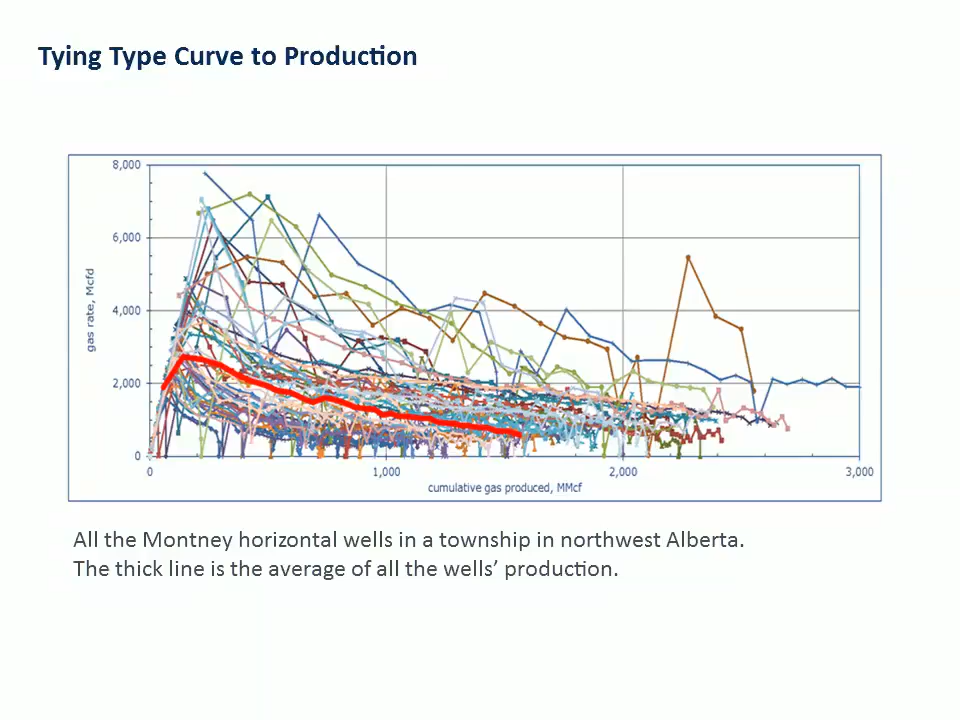 Tying Type Curve to Production
8,000
6,000
4,000
2,000
0
gas rate, Mcfd
0
1,000
2,000
3,000
cumulative gas produced, MMcf
All the Montney horizontal wells in a township in northwest Alberta.
The thick line is the average of all the wells’ production.